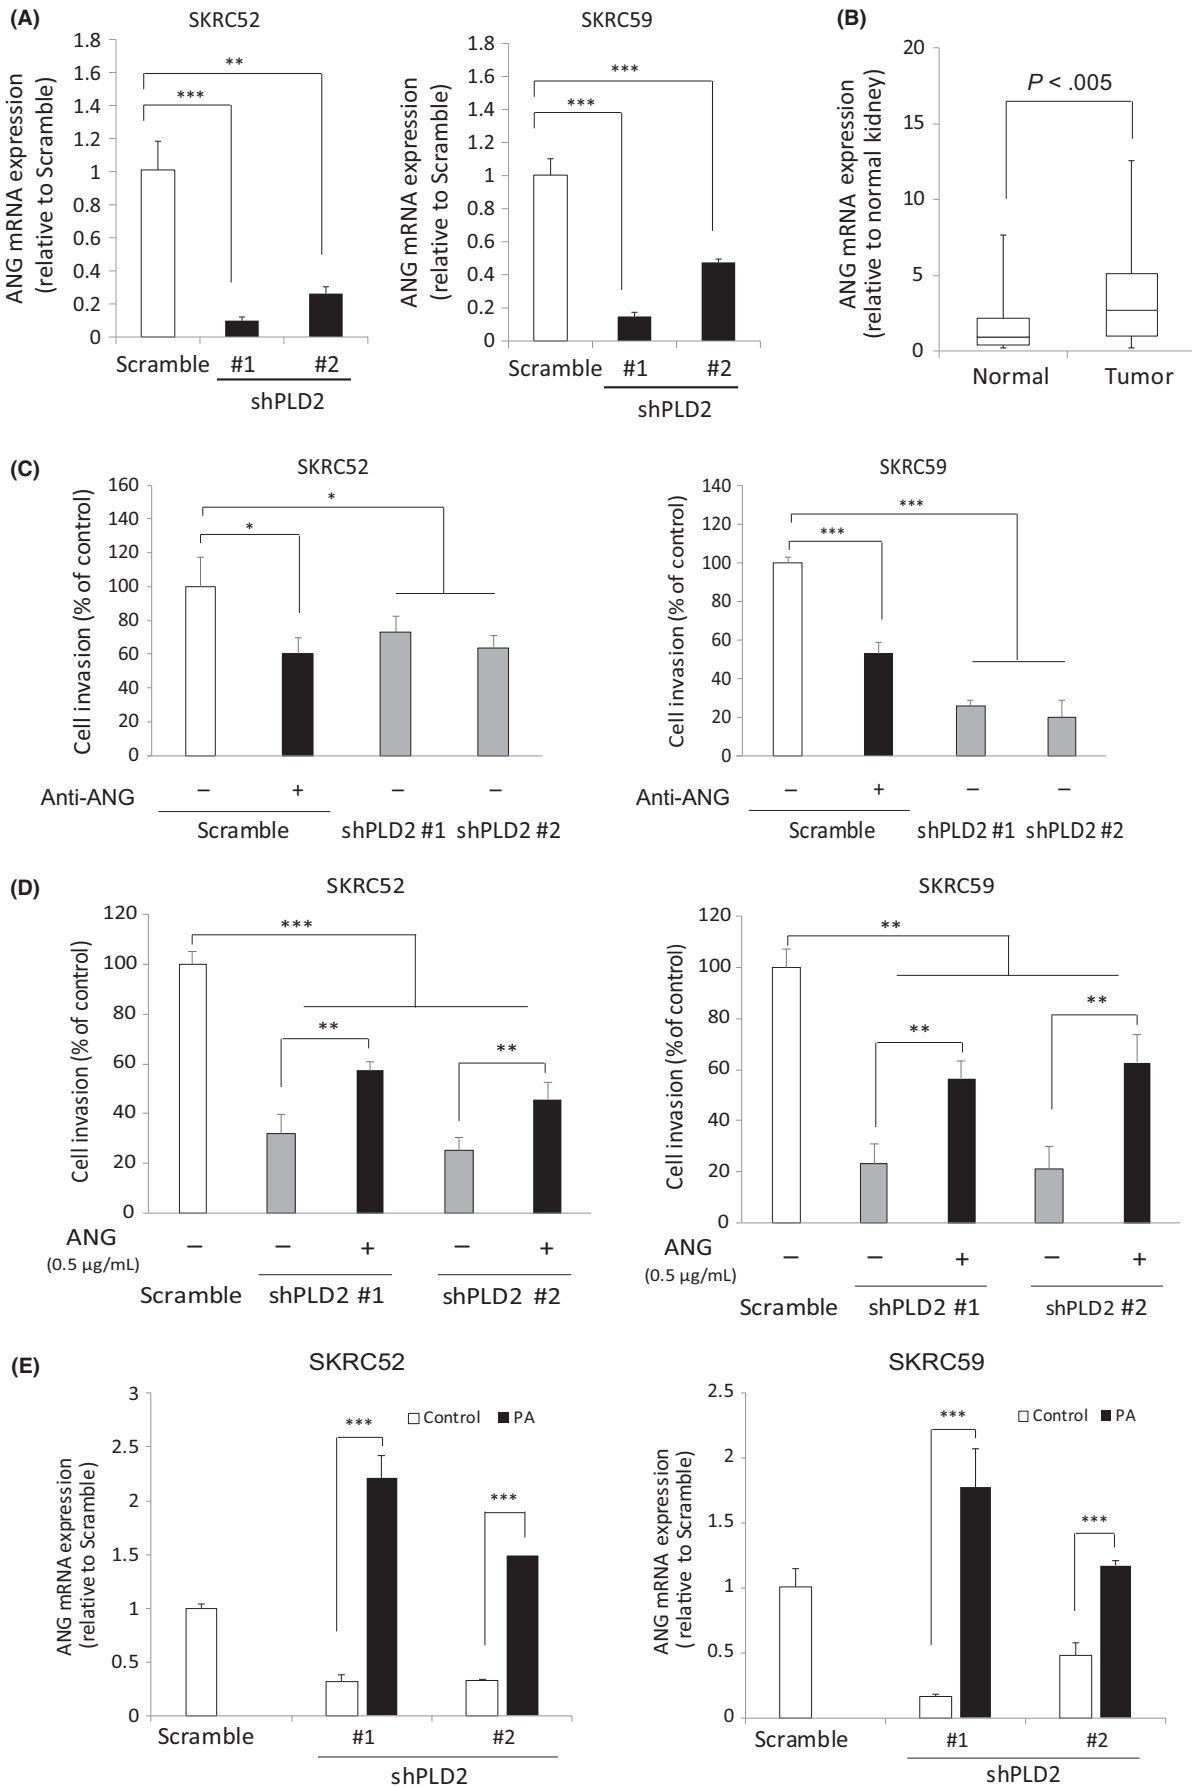 (A)
SKRC52
ANG mRNA expression
(relative to Scramble)
1.8
1.6
1.4
1.2
1
0.8
0.6
0.4
0.2
0
**
***
Scramble #1 #2
shPLD2
SKRC59
ANG mRNA expression
(relative to Scramble)
1.8
1.6
1.4
1.2
1
0.8
0.6
0.4
0.2
0
***
***
Scramble #1 #2
shPLD2
(B)
ANG mRNA expression
(relative to normal kidney)
20
15
10
5
0
P < .005
Normal Tumor
(C)
SKRC52
Cell invasion (% of control)
160
140
120
100
80
60
40
20
0
*
*
Anti-ANG − + − −
Scramble shPLD2 #1 shPLD2 #2
SKRC59
Cell invasion (% of control)
140
120
100
80
60
40
20
0
***
***
Anti-ANG − + − −
Scramble shPLD2 #1 shPLD2 #2
(D)
SKRC52
Cell invasion (% of control)
120
100
80
60
40
20
0
***
**
**
ANG − − + − +
(0.5 µg/mL)
Scramble shPLD2 #1 shPLD2 #2
SKRC59
Cell invasion (% of control)
120
100
80
60
40
20
0
**
**
**
ANG − − + − +
(0.5 µg/mL)
Scramble shPLD2 #1 shPLD2 #2
(E)
SKRC52
ANG mRNA expression
(relative to Scramble)
3
2.5
2
1.5
1
0.5
0
Control PA
***
***
Scramble #1 #2
shPLD2
SKRC59
ANG mRNA expression
(relative to Scramble)
2.5
2
1.5
1
0.5
0
Control PA
***
***
Scramble #1 #2
shPLD2